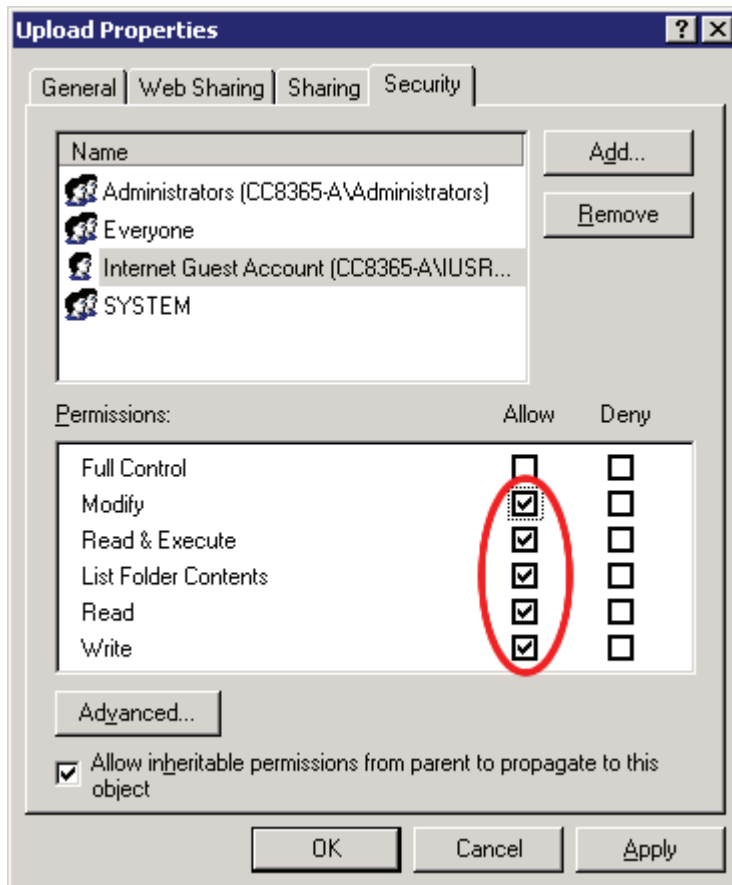 Upload Properties
General Web Sharing Sharing Security
Name
Administrators (CC8365-A\Administrators)
Everyone
Internet Guest Account (CC8365-A\IUSR...
SYSTEM
Add...
Remove
Permissions: Allow Deny
Full Control
Modify
Read & Execute
List Folder Contents
Read
Write
Advanced...
Allow inheritable permissions from parent to propagate to this
object
OK Cancel Apply